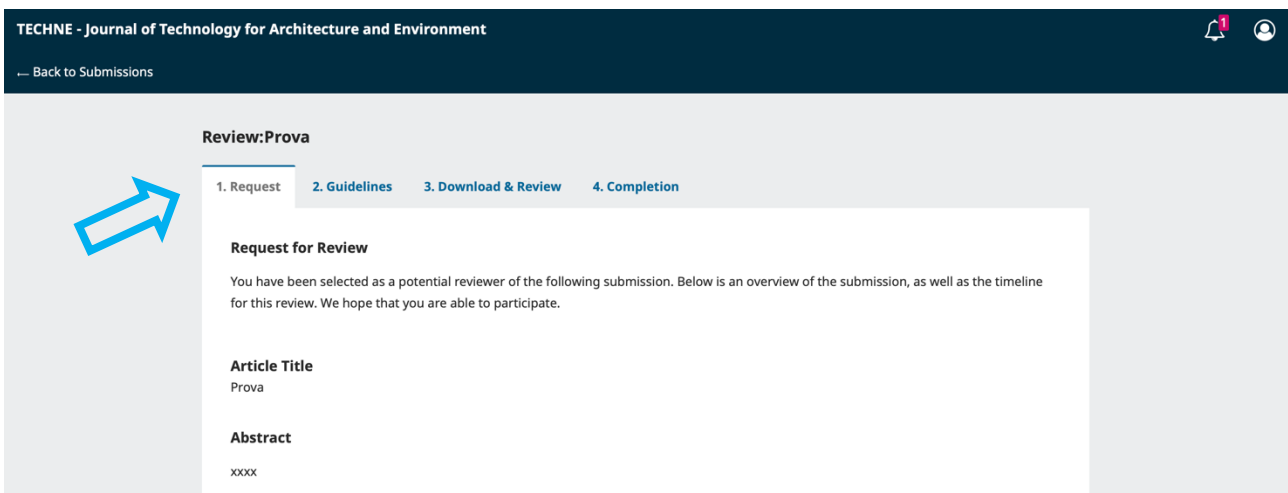 TECHNE - Journal of Technology for Architecture and Environment
1
← Back to Submissions
Review:Prova
1. Request
2. Guidelines
3. Download & Review
4. Completion
Request for Review
You have been selected as a potential reviewer of the following submission. Below is an overview of the submission, as well as the timeline
for this review. We hope that you are able to participate.
Article Title
Prova
Abstract
xxxx